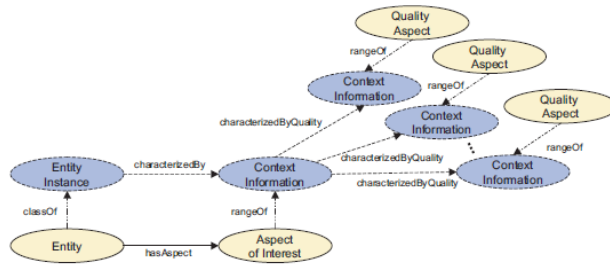 Quality
Aspect
rangeOf
Quality
Aspect
Context
Information
rangeOf
Quality
Aspect
characterizedByQuality
Context
Information
rangeOf
Entity
Instance
characterizedBy
Context
Information
characterizedByQuality
characterizedByQuality
Context
Information
classOf
rangeOf
Entity
hasAspect
Aspect
of Interest